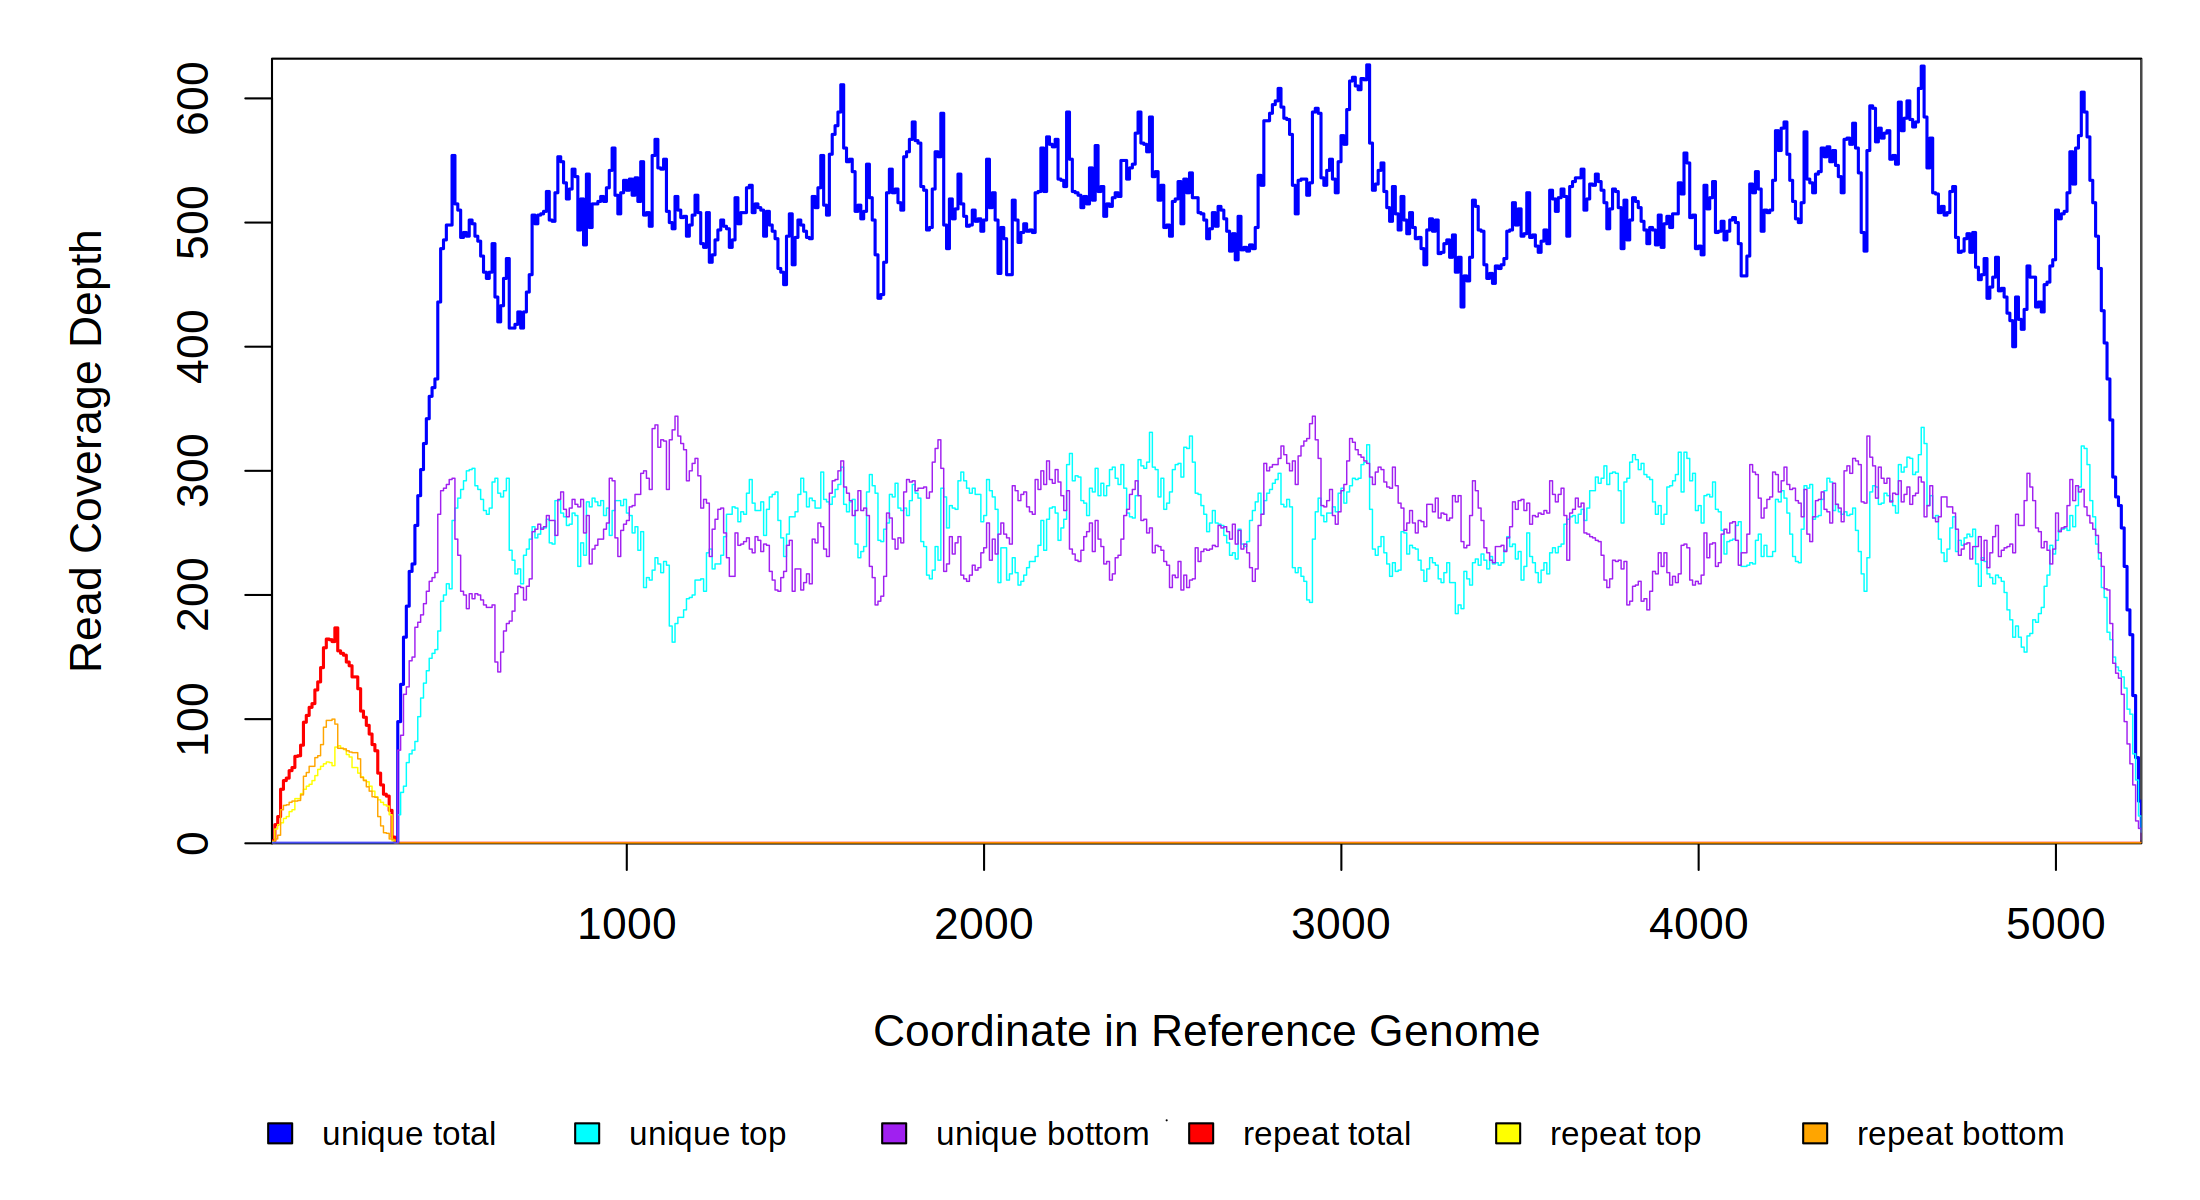 Read Coverage Depth
600
500
400
300
200
100
0
1000 2000 3000 4000 5000
Coordinate in Reference Genome
unique total unique top unique bottom repeat total repeat top repeat bottom